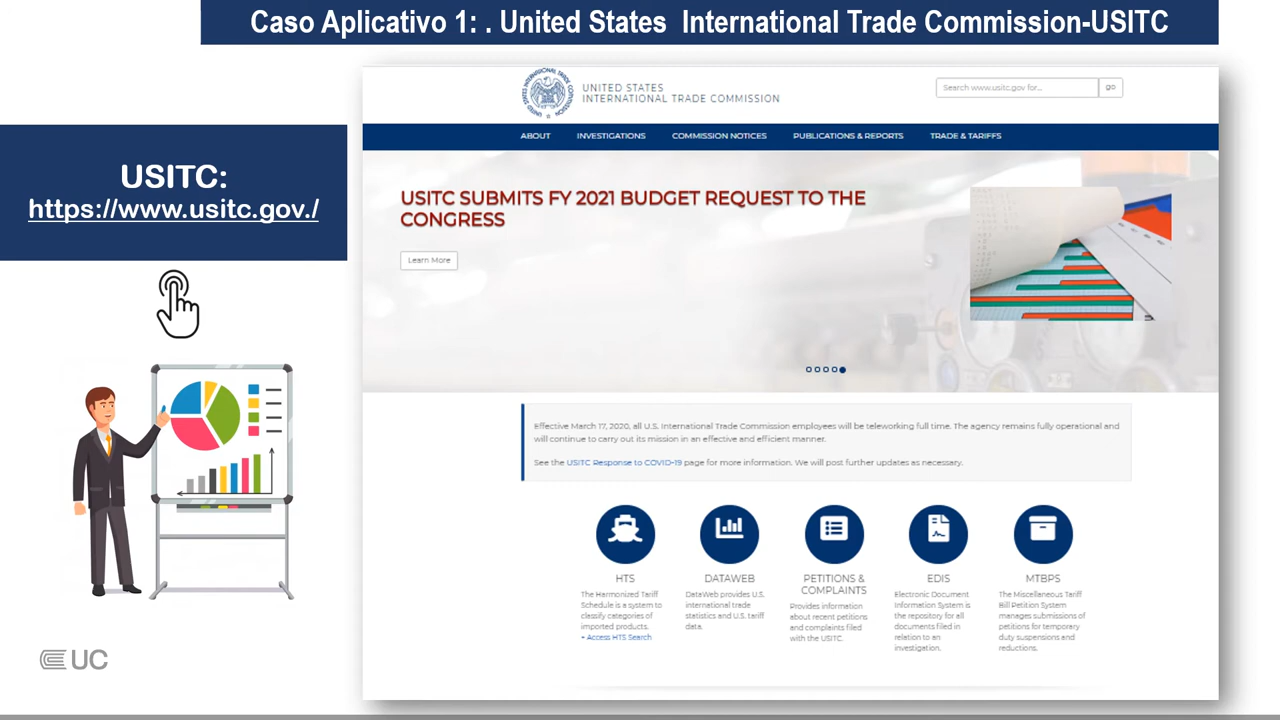 Caso Aplicativo 1: . United States International Trade Commission-USITC
USITC:
https://www.usitc.gov./
UC
UNITED STATES
INTERNATIONAL TRADE COMMISSION
Search www.usitc.gov for...
go
ABOUT INVESTIGATIONS COMMISSION NOTICES PUBLICATIONS & REPORTS TRADE & TARIFFS
USITC SUBMITS FY 2021 BUDGET REQUEST TO THE
CONGRESS
Learn More
Effective March 17, 2020, all U.S. International Trade Commission employees will be teleworking full time. The agency remains fully operational and
will continue to carry out its mission in an effective and efficient manner.
See the USITC Response to COVID-19 page for more information. We will post further updates as necessary.
HTS
The Harmonized Tariff
Schedule is a system to
classify categories of
imported products.
+ Access HTS Search
DATAWEB
DataWeb provides U.S.
international trade
statistics and U.S. tariff
data.
PETITIONS &
COMPLAINTS
Provides information
about recent petitions
and complaints filed
with the USITC.
EDIS
Electronic Document
Information System is
the repository for all
documents filed in
relation to an
investigation.
MTBPS
The Miscellaneous Tariff
Bill Petition System
manages submissions of
petitions for temporary
duty suspensions and
reductions.